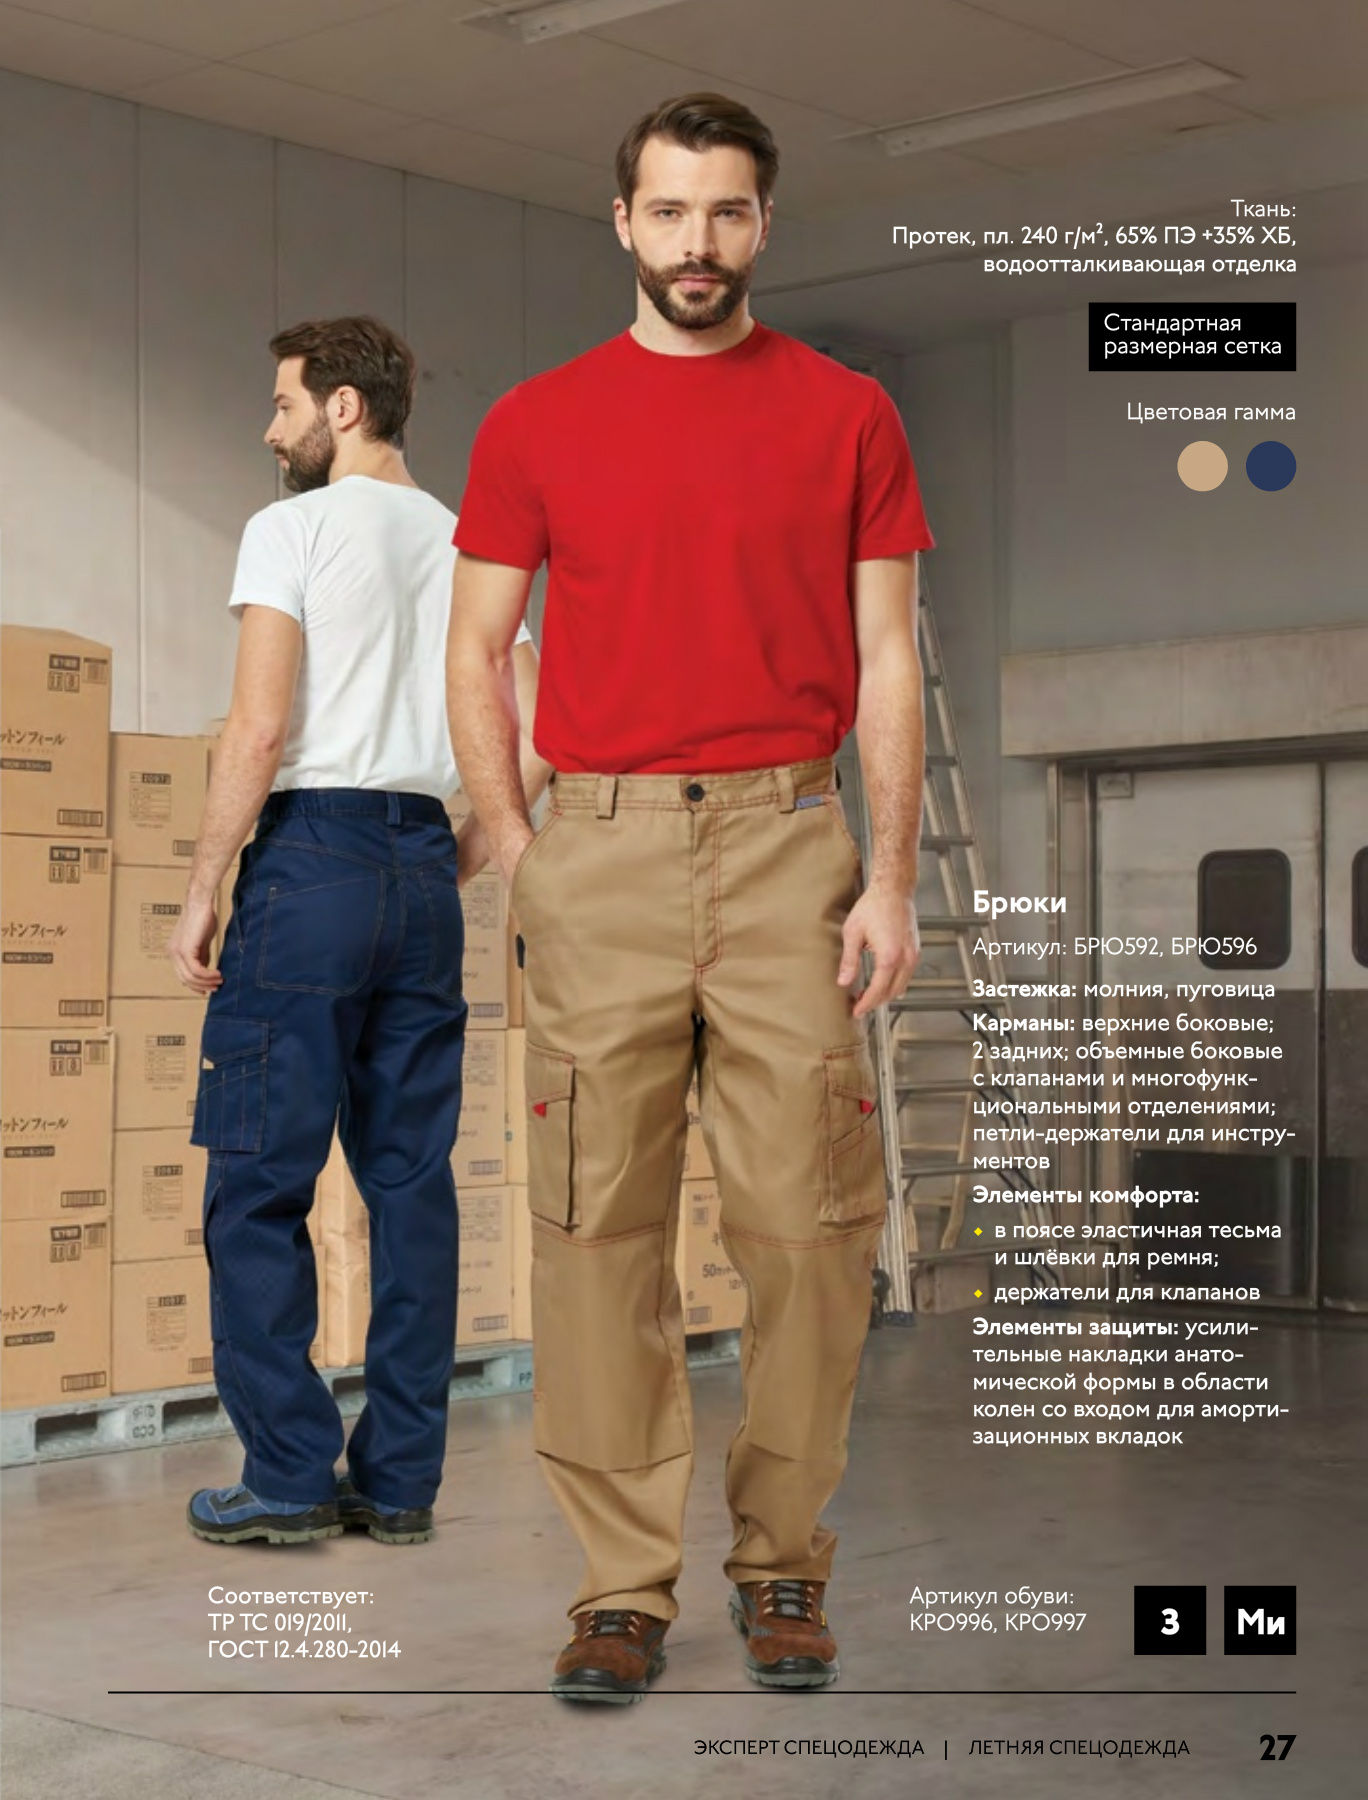 Ткань:
Протек, пл. 240 г/м², 65% ПЭ +35% ХБ,
водоотталкивающая отделка
Стандартная
размерная сетка
Цветовая гамма
Брюки
Артикул: БРЮ592, БРЮ596
Застежка: молния, пуговица
Карманы: верхние боковые;
2 задних; объемные боковые
с клапанами и многофунк-
циональными отделениями;
петли-держатели для инстру-
ментов
Элементы комфорта:
в поясе эластичная тесьма
и шлёвки для ремня;
держатели для клапанов
Элементы защиты: усили-
тельные накладки анато-
мической формы в области
колен со входом для аморти-
зационных вкладок
Соответствует:
ТР ТС 019/2011,
ГОСТ 12.4.280-2014
Артикул обуви:
КРО996, КРО997
З
Ми
ЭКСПЕРТ СПЕЦОДЕЖДА | ЛЕТНЯЯ СПЕЦОДЕЖДА
27